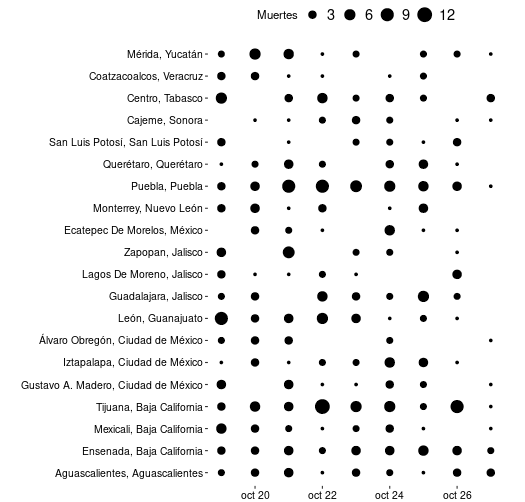 Muertes 3 6 9 12
Mérida, Yucatán
Coatzacoalcos, Veracruz
Centro, Tabasco
Cajeme, Sonora
San Luis Potosí, San Luis Potosí
Querétaro, Querétaro
Puebla, Puebla
Monterrey, Nuevo León
Ecatepec De Morelos, México
Zapopan, Jalisco
Lagos De Moreno, Jalisco
Guadalajara, Jalisco
León, Guanajuato
Álvaro Obregón, Ciudad de México
Iztapalapa, Ciudad de México
Gustavo A. Madero, Ciudad de México
Tijuana, Baja California
Mexicali, Baja California
Ensenada, Baja California
Aguascalientes, Aguascalientes
oct 20 oct 22 oct 24 oct 26